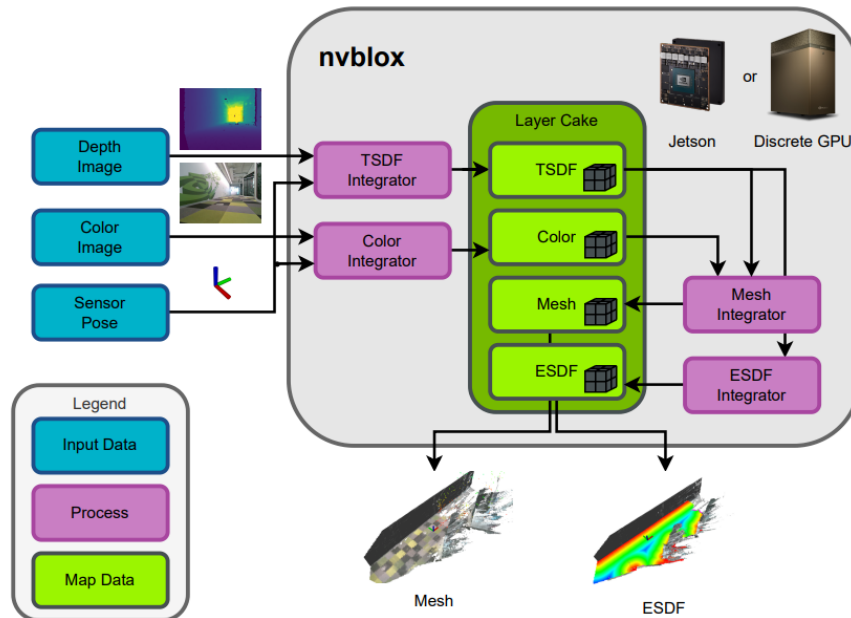 nvblox
or
Jetson
Discrete GPU
Layer Cake
Depth
Image
TSDF
Integrator
TSDF
Color
Image
Color
Integrator
Color
Sensor
Pose
Mesh
Mesh
Integrator
ESDF
ESDF
Integrator
Legend
Input Data
Process
Map Data
Mesh
ESDF